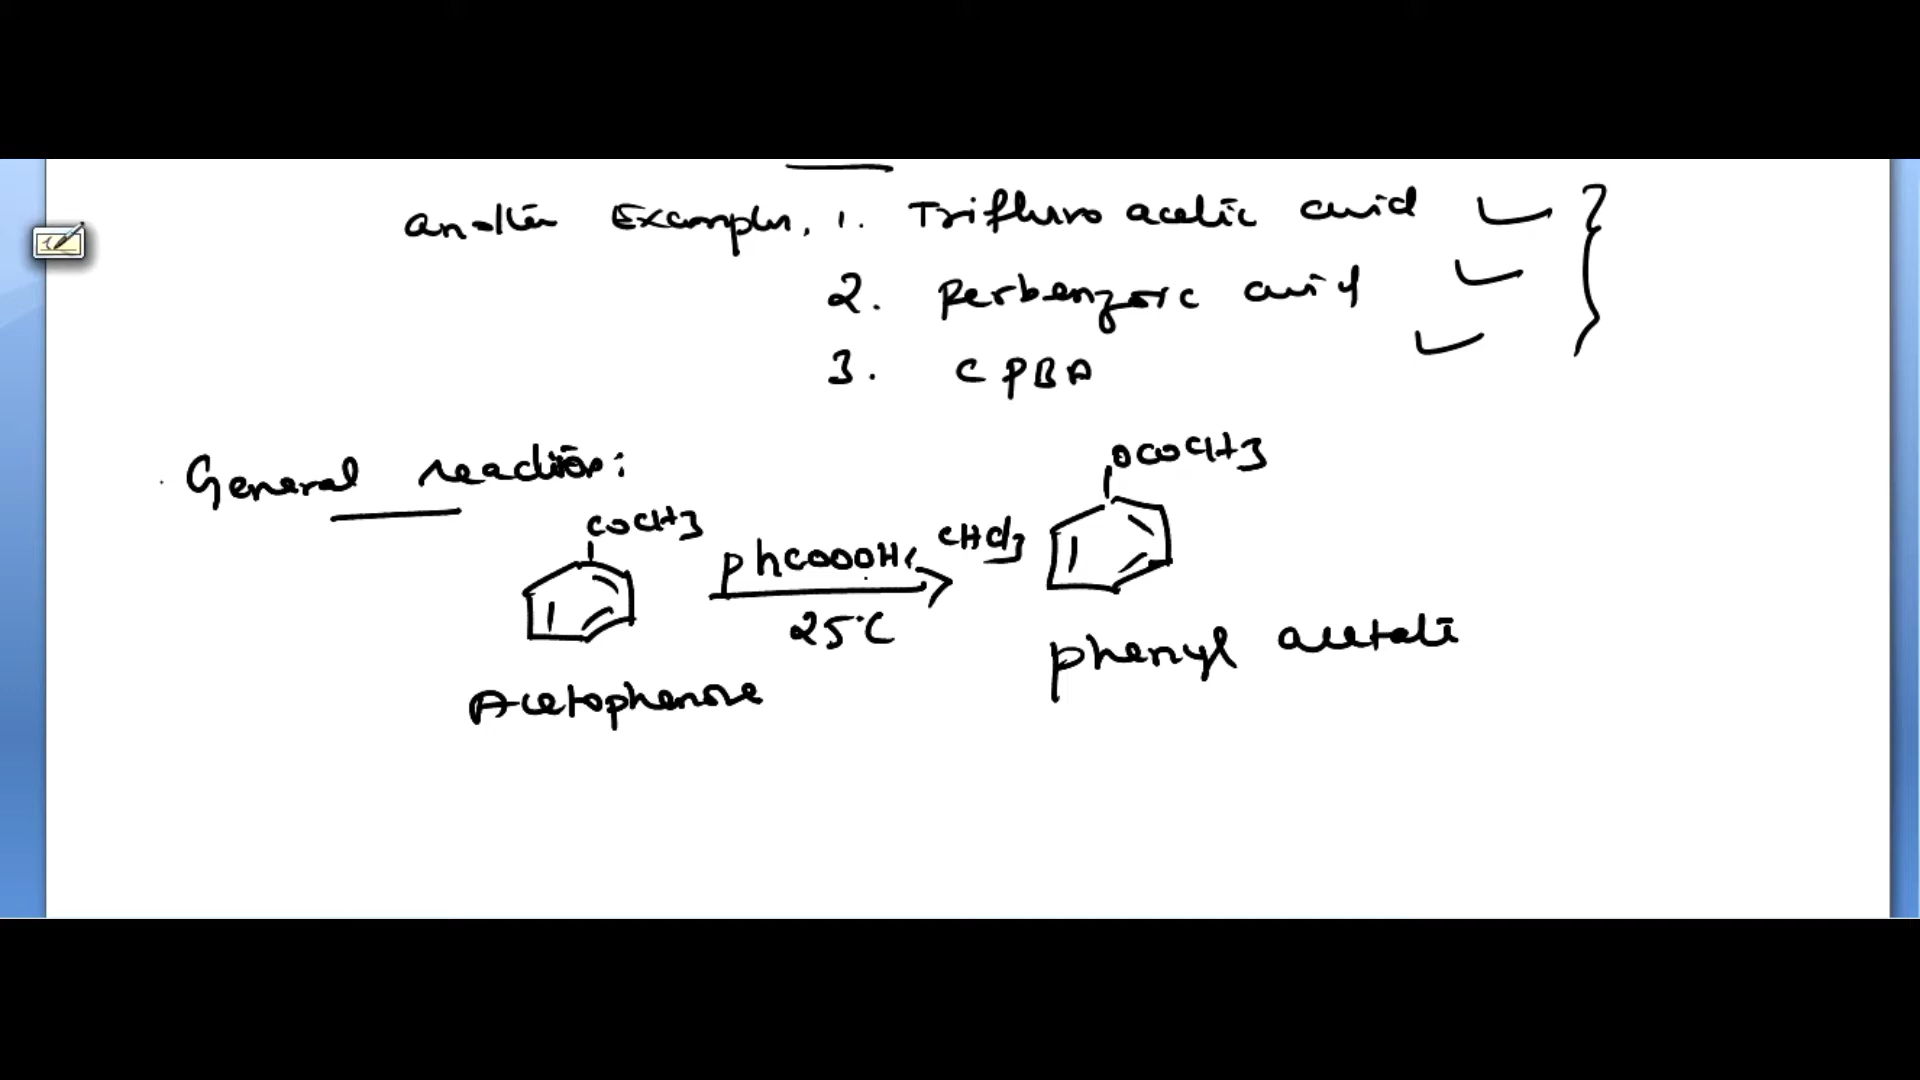 another Examples, 1. Trifluro acetic acid
2. perbenzoic acid
3. CPBA
General reaction:
COCH3
phCOOOH, CHCl3
25°C
OCOCH3
Acetophenone
phenyl acetate